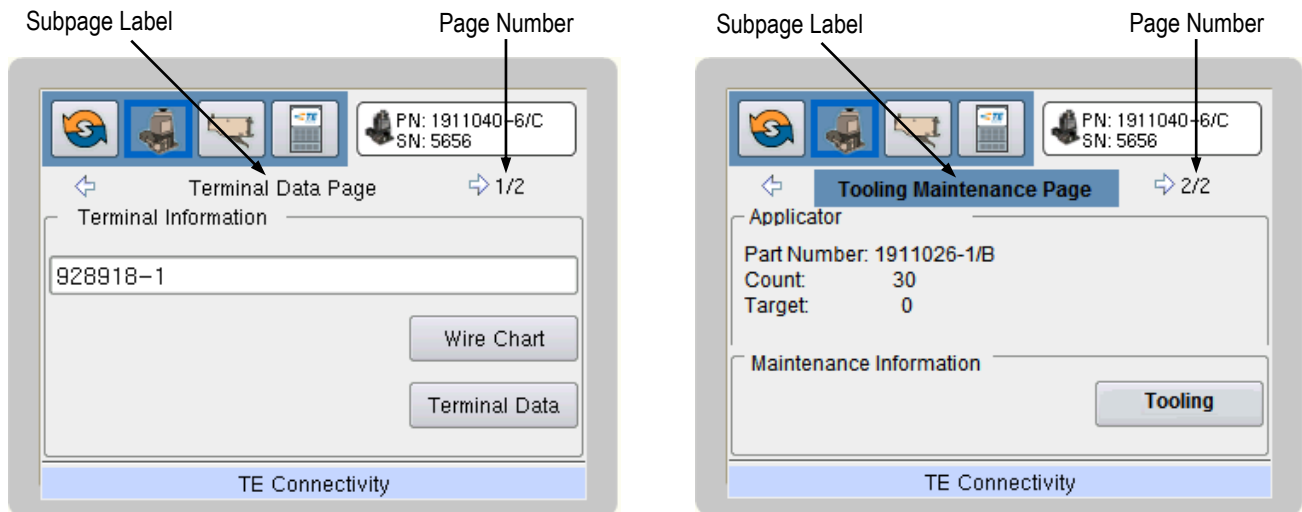 Subpage Label
Page Number
PN: 1911040-6/C
SN: 5656
Terminal Data Page
1/2
Terminal Information
928918-1
Wire Chart
Terminal Data
TE Connectivity
Subpage Label
Page Number
PN: 1911040-6/C
SN: 5656
Tooling Maintenance Page
2/2
Applicator
Part Number: 1911026-1/B
Count: 30
Target: 0
Maintenance Information
Tooling
TE Connectivity